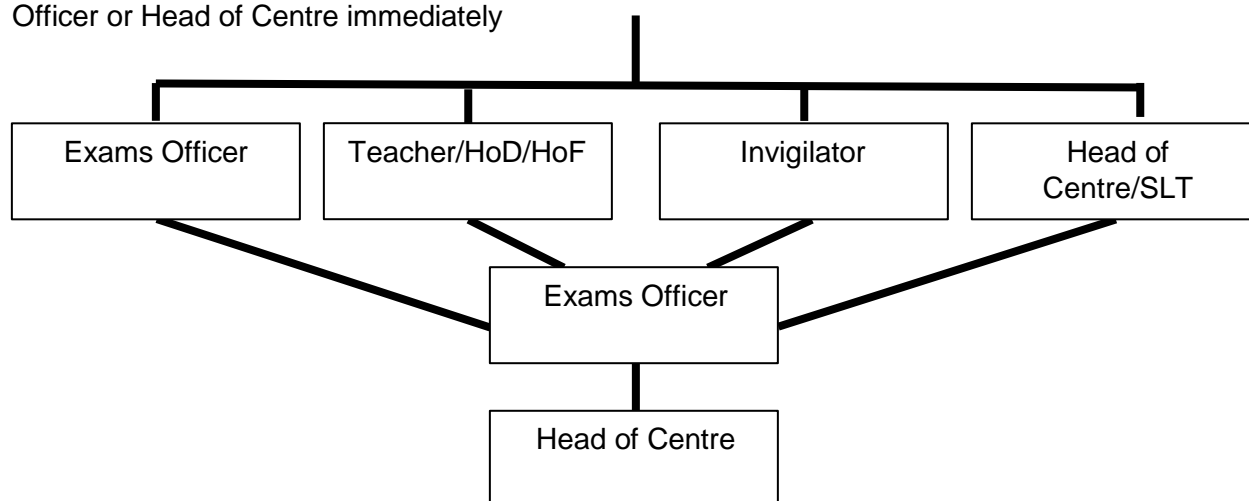 Officer or Head of Centre immediately
Exams Officer
Teacher/HoD/HoF
Invigilator
Head of
Centre/SLT
Exams Officer
Head of Centre